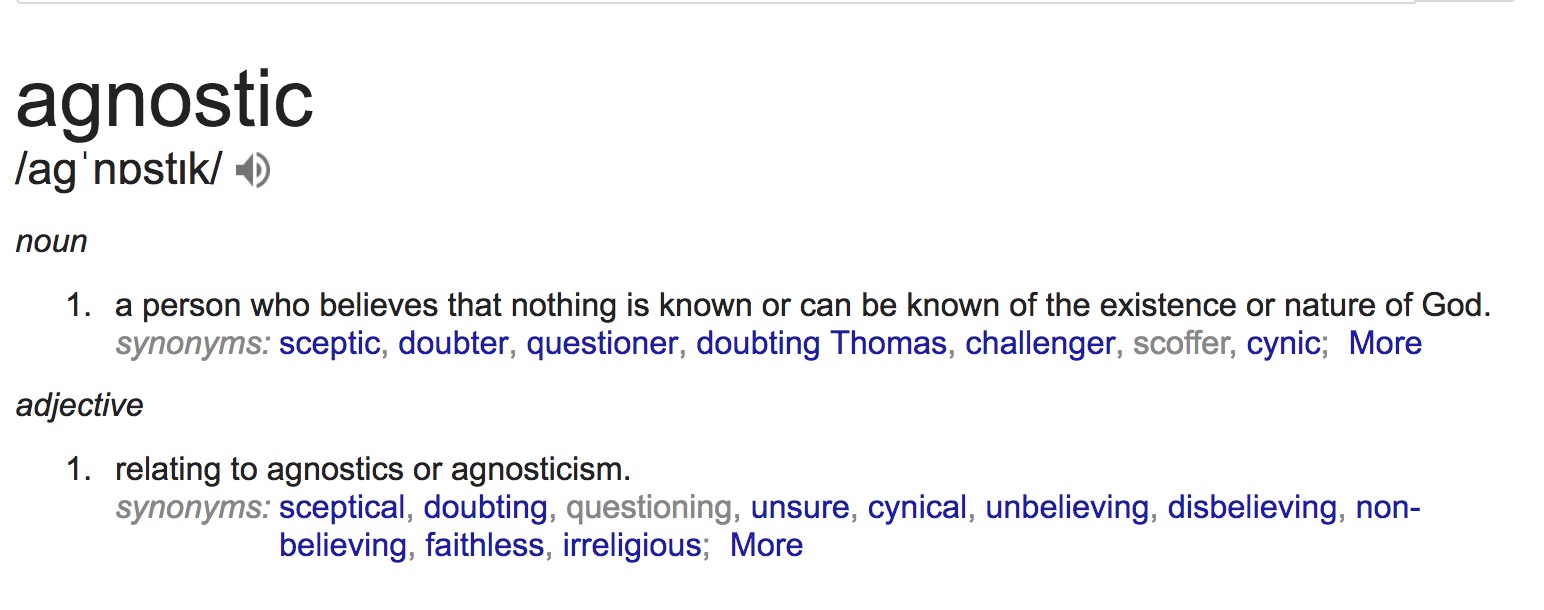 agnostic
/aɡˈnɒstɪk/
noun
1. a person who believes that nothing is known or can be known of the existence or nature of God.
synonyms: sceptic, doubter, questioner, doubting Thomas, challenger, scoffer, cynic; More
adjective
1. relating to agnostics or agnosticism.
synonyms: sceptical, doubting, questioning, unsure, cynical, unbelieving, disbelieving, non-
believing, faithless, irreligious; More